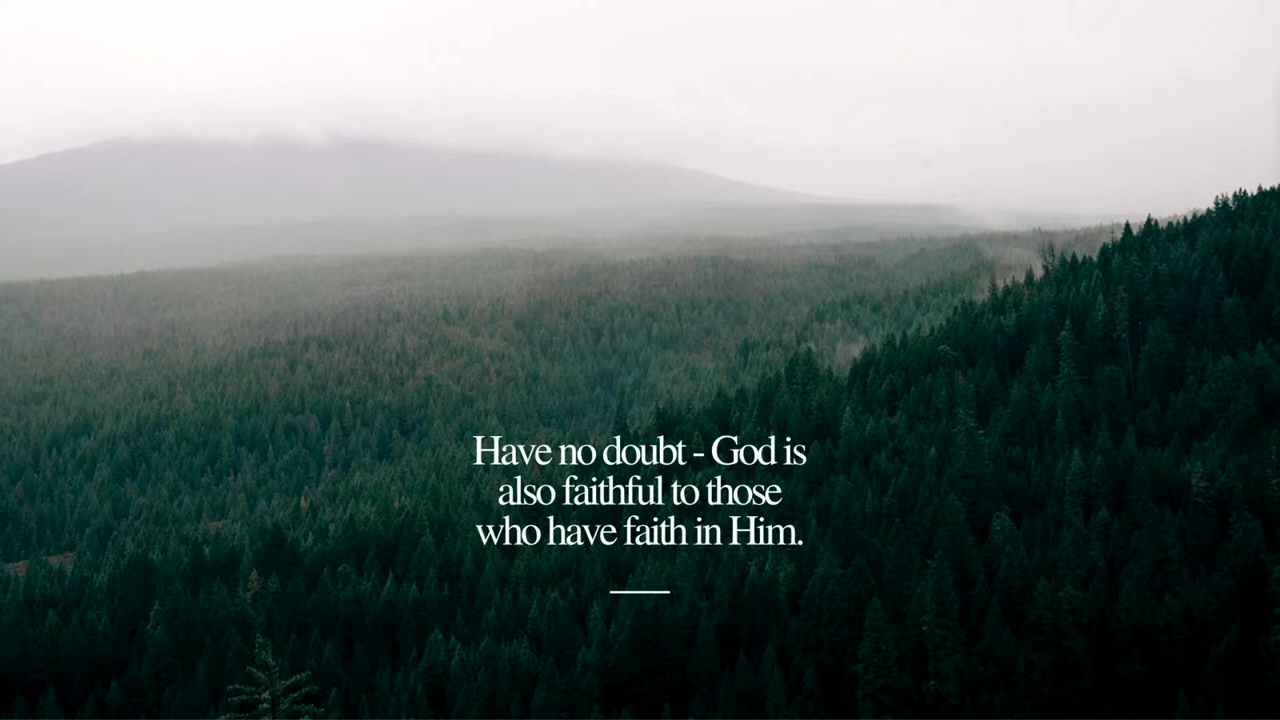 Have no doubt - God is
also faithful to those
who have faith in Him.